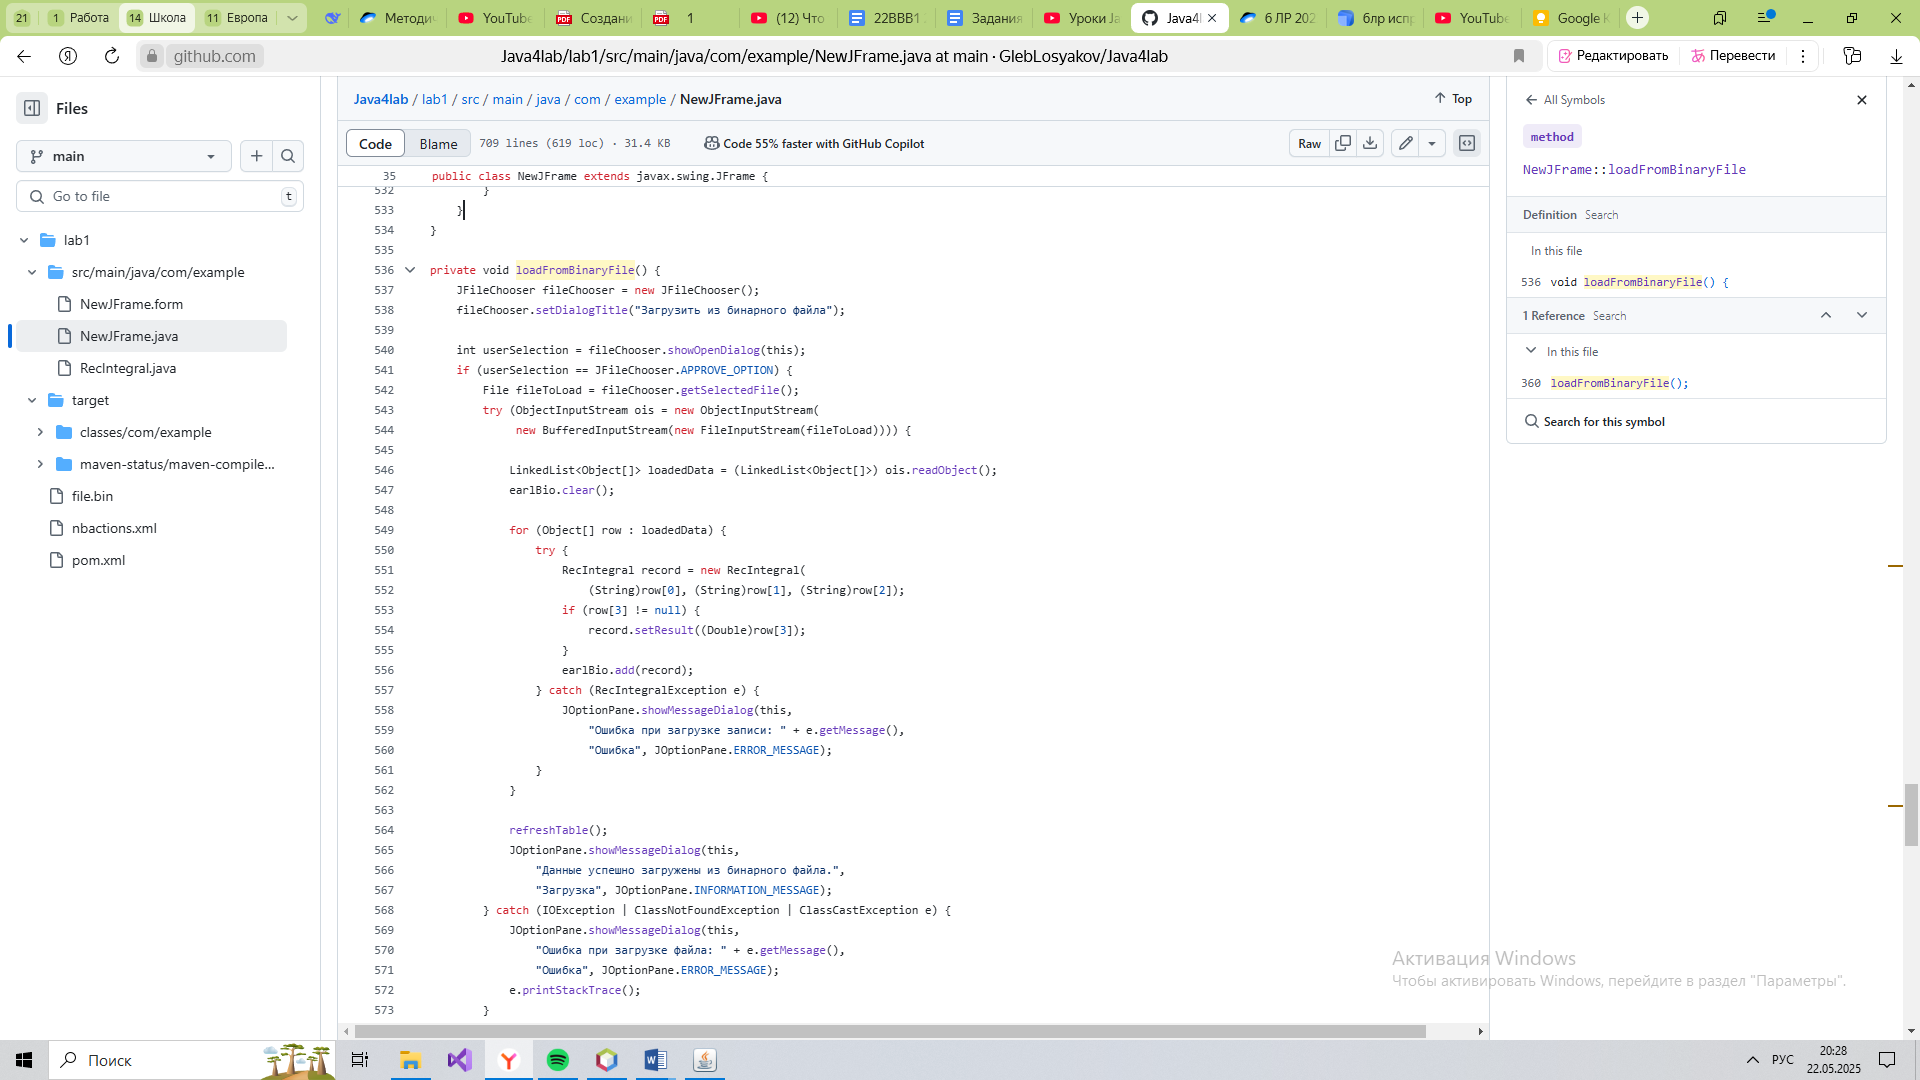 21
1 Работа
14 Школа
11 Европа
Методич
YouTube
PDF Создани
PDF 1
(12) Что
22ВВВ1
Задания
YouTube Уроки Ja
Java4l
6 ЛР 202
блр исп
YouTube
Google K
github.com
Java4lab/lab1/src/main/java/com/example/NewJFrame.java at main · GlebLosyakov/Java4lab
Редактировать
Перевести
Files
main
Go to file
t
lab1
src/main/java/com/example
NewJFrame.form
NewJFrame.java
RecIntegral.java
target
classes/com/example
maven-status/maven-compile...
file.bin
nbactions.xml
pom.xml
Java4lab / lab1 / src / main / java / com / example / NewJFrame.java
Top
Code
Blame
709 lines (619 loc) · 31.4 KB
Code 55% faster with GitHub Copilot
Raw
35 public class NewJFrame extends javax.swing.JFrame {
532 }
533 }
534 }
535
536 private void loadFromBinaryFile() {
537 JFileChooser fileChooser = new JFileChooser();
538 fileChooser.setDialogTitle("Загрузить из бинарного файла");
539
540 int userSelection = fileChooser.showOpenDialog(this);
541 if (userSelection == JFileChooser.APPROVE_OPTION) {
542 File fileToLoad = fileChooser.getSelectedFile();
543 try (ObjectInputStream ois = new ObjectInputStream(
544 new BufferedInputStream(new FileInputStream(fileToLoad)))) {
545
546 LinkedList<Object[]> loadedData = (LinkedList<Object[]>) ois.readObject();
547 earlBio.clear();
548
549 for (Object[] row : loadedData) {
550 try {
551 RecIntegral record = new RecIntegral(
552 (String)row[0], (String)row[1], (String)row[2]);
553 if (row[3] != null) {
554 record.setResult((Double)row[3]);
555 }
556 earlBio.add(record);
557 } catch (RecIntegralException e) {
558 JOptionPane.showMessageDialog(this,
559 "Ошибка при загрузке записи: " + e.getMessage(),
560 "Ошибка", JOptionPane.ERROR_MESSAGE);
561 }
562 }
563
564 refreshTable();
565 JOptionPane.showMessageDialog(this,
566 "Данные успешно загружены из бинарного файла.",
567 "Загрузка", JOptionPane.INFORMATION_MESSAGE);
568 } catch (IOException | ClassNotFoundException | ClassCastException e) {
569 JOptionPane.showMessageDialog(this,
570 "Ошибка при загрузке файла: " + e.getMessage(),
571 "Ошибка", JOptionPane.ERROR_MESSAGE);
572 e.printStackTrace();
573 }
All Symbols
method
NewJFrame::loadFromBinaryFile
Definition Search
In this file
536 void loadFromBinaryFile() {
1 Reference Search
In this file
360 loadFromBinaryFile();
Search for this symbol
Активация Windows
Чтобы активировать Windows, перейдите в раздел "Параметры".
Поиск
РУС
20:28
22.05.2025